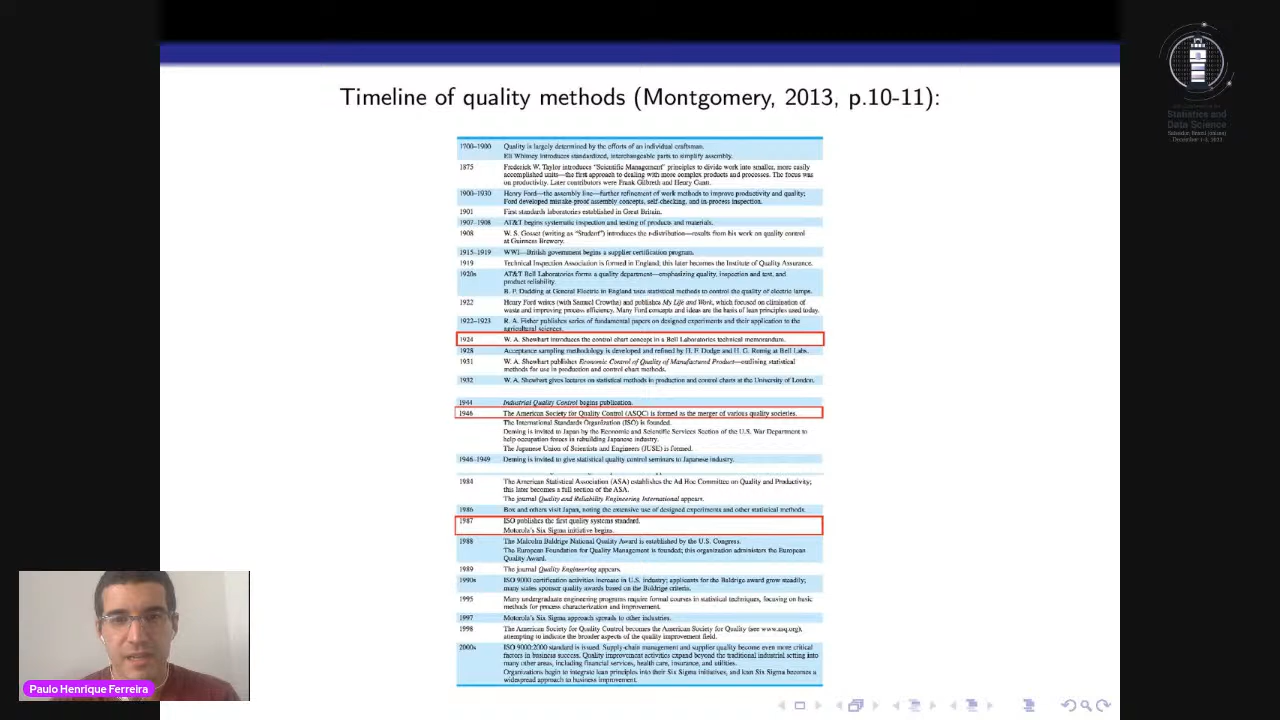 Timeline of quality methods (Montgomery, 2013, p.10-11):
1700–1900 Quality is largely determined by the efforts of an individual craftsman.
Eli Whitney introduces standardized, interchangeable parts to simplify assembly.
1875 Frederick W. Taylor introduces "Scientific Management" principles to divide work into smaller, more easily
accomplished units—the first approach to dealing with more complex products and processes. The focus was
on productivity. Later contributors were Frank Gilbreth and Henry Gantt.
1900–1930 Henry Ford—the assembly line—further refinement of work methods to improve productivity and quality;
Ford developed mistake-proof assembly concepts, self-checking, and in-process inspection.
1901 First standards laboratories established in Great Britain.
1907–1908 AT&T begins systematic inspection and testing of products and materials.
1908 W. S. Gosset (writing as "Student") introduces the t-distribution—results from his work on quality control
at Guinness Brewery.
1915–1919 WWI—British government begins a supplier certification program.
1919 Technical Inspection Association is formed in England; this later becomes the Institute of Quality Assurance.
1920s AT&T Bell Laboratories forms a quality department—emphasizing quality, inspection and test, and
product reliability.
B. P. Dudding at General Electric in England uses statistical methods to control the quality of electric lamps.
1922 Henry Ford writes (with Samuel Crowtha) and publishes My Life and Work, which focused on elimination of
waste and improving process efficiency. Many Ford concepts and ideas are the basis of lean principles used today.
1922–1923 R. A. Fisher publishes series of fundamental papers on designed experiments and their application to the
agricultural sciences.
1924 W. A. Shewhart introduces the control chart concept in a Bell Laboratories technical memorandum.
1928 Acceptance sampling methodology is developed and refined by H. F. Dodge and H. G. Romig at Bell Labs.
1931 W. A. Shewhart publishes Economic Control of Quality of Manufactured Product—outlining statistical
methods for use in production and control chart methods.
1932 W. A. Shewhart gives lectures on statistical methods in production and control charts at the University of London.
1944 Industrial Quality Control begins publication.
1946 The American Society for Quality Control (ASQC) is formed as the merger of various quality societies.
The International Standards Organization (ISO) is founded.
Deming is invited to Japan by the Economic and Scientific Services Section of the U.S. War Department to
help occupation forces in rebuilding Japanese industry.
The Japanese Union of Scientists and Engineers (JUSE) is formed.
1946–1949 Deming is invited to give statistical quality control seminars to Japanese industry.
1984 The American Statistical Association (ASA) establishes the Ad Hoc Committee on Quality and Productivity;
this later becomes a full section of the ASA.
The journal Quality and Reliability Engineering International appears.
1986 Box and others visit Japan, noting the extensive use of designed experiments and other statistical methods.
1987 ISO publishes the first quality systems standard.
Motorola's Six Sigma initiative begins.
1988 The Malcolm Baldrige National Quality Award is established by the U.S. Congress.
The European Foundation for Quality Management is founded; this organization administers the European
Quality Award.
1989 The journal Quality Engineering appears.
1990s ISO 9000 certification activities increase in U.S. industry; applicants for the Baldrige award grow steadily;
many states sponsor quality awards based on the Baldrige criteria.
1995 Many undergraduate engineering programs require formal courses in statistical techniques, focusing on basic
methods for process characterization and improvement.
1997 Motorola's Six Sigma approach spreads to other industries.
1998 The American Society for Quality Control becomes the American Society for Quality (see www.asq.org),
attempting to indicate the broader aspects of the quality improvement field.
2000s ISO 9000:2000 standard is issued. Supply-chain management and supplier quality become even more critical
factors in business success. Quality improvement activities expand beyond the traditional industrial setting into
many other areas, including financial services, health care, insurance, and utilities.
Organizations begin to integrate lean principles into their Six Sigma initiatives, and lean Six Sigma becomes a
widespread approach to business improvement.
Statistics and
Data Science
Paulo Henrique Ferreira